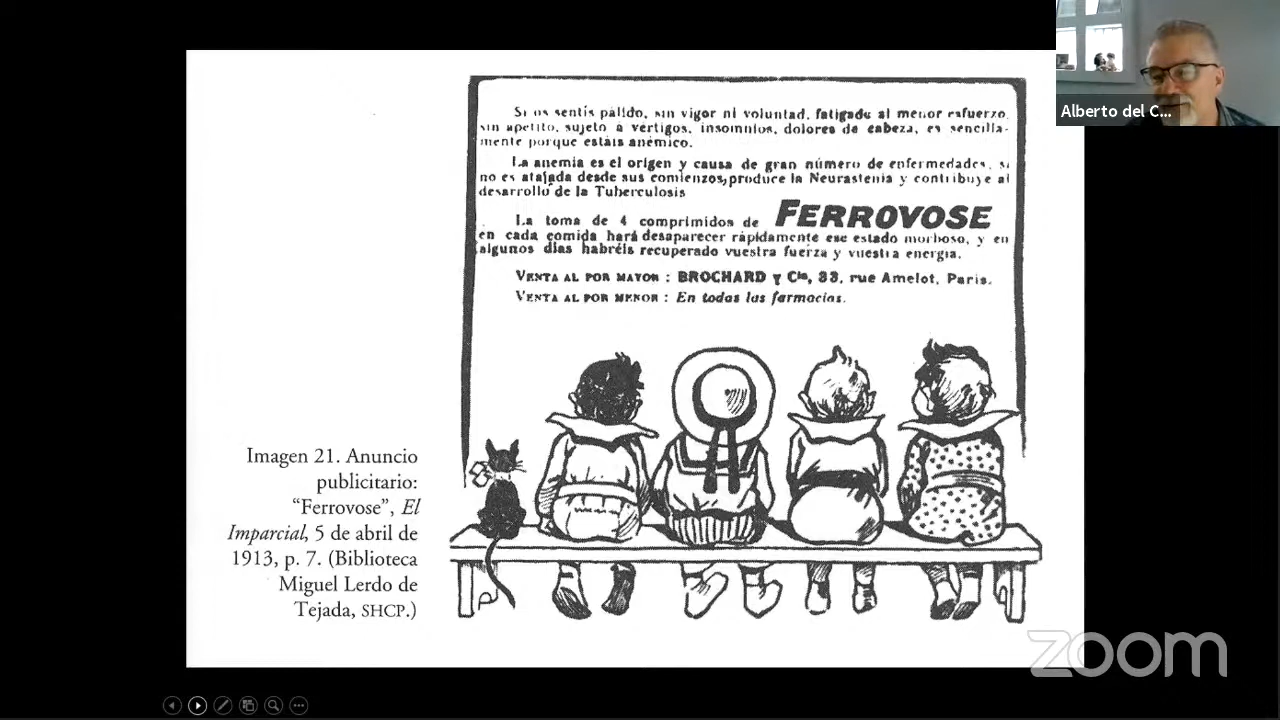 Si os sentís pálido, sin vigor ni voluntad, fatigado al menor esfuerzo,
sin apetito, sujeto á vértigos, insomnios, dolores de cabeza, es sencilla-
mente porque estáis anémico.
La anemia es el origen y causa de gran número de enfermedades, si
no es atajada desde sus comienzos, produce la Neurastenia y contribuye al
desarrollo de la Tuberculosis
La toma de 4 comprimidos de FERROVOSE
en cada comida hará desaparecer rápidamente ese estado morboso, y en
algunos días habréis recuperado vuestra fuerza y vuestra energía.
VENTA AL POR MAYOR : BROCHARD y Cia, 33, rue Amelot, Paris.
VENTA AL POR MENOR : En todas las farmacias.
Imagen 21. Anuncio
publicitario:
“Ferrovose”, El
Imparcial, 5 de abril de
1913, p. 7. (Biblioteca
Miguel Lerdo de
Tejada, SHCP.)
Alberto del C...
zoom